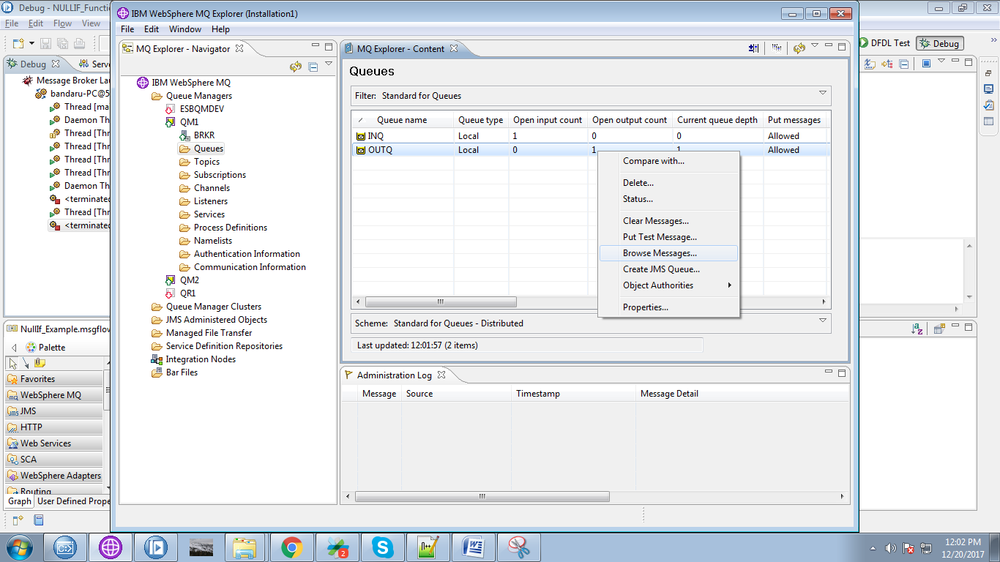 Debug - NULLIF_Functi
File Edit Flow View
Debug
Serv
Message Broker Lau
bandaru-PC@5
Thread [ma
Daemon Th
Thread [Thr
Thread [Thr
Thread [Thr
Thread [Thr
Daemon Th
<terminated
Thread [Thr
<terminated
NullIf_Example.msgflow
Palette
Favorites
WebSphere MQ
JMS
HTTP
Web Services
SCA
WebSphere Adapters
Routing
Graph User Defined Prope
IBM WebSphere MQ Explorer (Installation1)
File Edit Window Help
MQ Explorer - Navigator
IBM WebSphere MQ
Queue Managers
ESBQMDEV
QM1
BRKR
Queues
Topics
Subscriptions
Channels
Listeners
Services
Process Definitions
Namelists
Authentication Information
Communication Information
QM2
QR1
Queue Manager Clusters
JMS Administered Objects
Managed File Transfer
Service Definition Repositories
Integration Nodes
Bar Files
MQ Explorer - Content
Queues
Filter: Standard for Queues
Queue name Queue type Open input count Open output count Current queue depth Put messages
INQ Local 1 0 0 Allowed
OUTQ Local 0 1 1 Allowed
Compare with...
Delete...
Status...
Clear Messages...
Put Test Message...
Browse Messages...
Create JMS Queue...
Object Authorities
Properties...
Scheme: Standard for Queues - Distributed
Last updated: 12:01:57 (2 items)
Administration Log
Message Source Timestamp Message Detail
DFDL Test
Debug
2
12:02 PM
12/20/2017